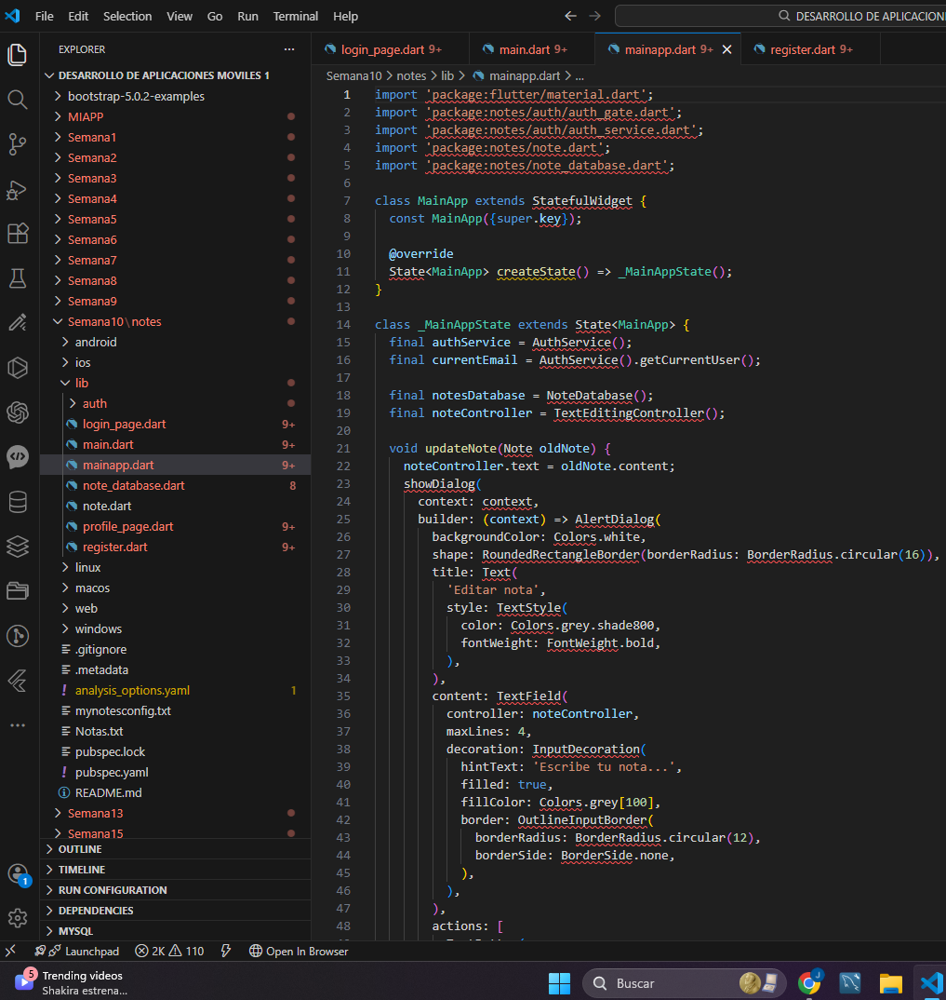 File Edit Selection View Go Run Terminal Help
DESARROLLO DE APLICACION
EXPLORER
DESARROLLO DE APLICACIONES MOVILES 1
bootstrap-5.0.2-examples
MIAPP
Semana1
Semana2
Semana3
Semana4
Semana5
Semana6
Semana7
Semana8
Semana9
Semana10\notes
android
ios
lib
auth
login_page.dart 9+
main.dart 9+
mainapp.dart 9+
note_database.dart 8
note.dart
profile_page.dart 9+
register.dart 9+
linux
macos
web
windows
.gitignore
.metadata
! analysis_options.yaml 1
mynotesconfig.txt
Notas.txt
pubspec.lock
! pubspec.yaml
README.md
Semana13
Semana15
OUTLINE
TIMELINE
RUN CONFIGURATION
DEPENDENCIES
MYSQL
login_page.dart 9+ main.dart 9+ mainapp.dart 9+ register.dart 9+
Semana10 > notes > lib > mainapp.dart > ...
1 import 'package:flutter/material.dart';
2 import 'package:notes/auth/auth_gate.dart';
3 import 'package:notes/auth/auth_service.dart';
4 import 'package:notes/note.dart';
5 import 'package:notes/note_database.dart';
6
7 class MainApp extends StatefulWidget {
8 const MainApp({super.key});
9
10 @override
11 State<MainApp> createState() => _MainAppState();
12 }
13
14 class _MainAppState extends State<MainApp> {
15 final authService = AuthService();
16 final currentEmail = AuthService().getCurrentUser();
17
18 final notesDatabase = NoteDatabase();
19 final noteController = TextEditingController();
20
21 void updateNote(Note oldNote) {
22 noteController.text = oldNote.content;
23 showDialog(
24 context: context,
25 builder: (context) => AlertDialog(
26 backgroundColor: Colors.white,
27 shape: RoundedRectangleBorder(borderRadius: BorderRadius.circular(16)),
28 title: Text(
29 'Editar nota',
30 style: TextStyle(
31 color: Colors.grey.shade800,
32 fontWeight: FontWeight.bold,
33 ),
34 ),
35 content: TextField(
36 controller: noteController,
37 maxLines: 4,
38 decoration: InputDecoration(
39 hintText: 'Escribe tu nota...',
40 filled: true,
41 fillColor: Colors.grey[100],
42 border: OutlineInputBorder(
43 borderRadius: BorderRadius.circular(12),
44 borderSide: BorderSide.none,
45 ),
46 ),
47 ),
48 actions: [
1
Launchpad 2K 110 Open In Browser
5
Trending videos
Shakira estrena...
Buscar
J